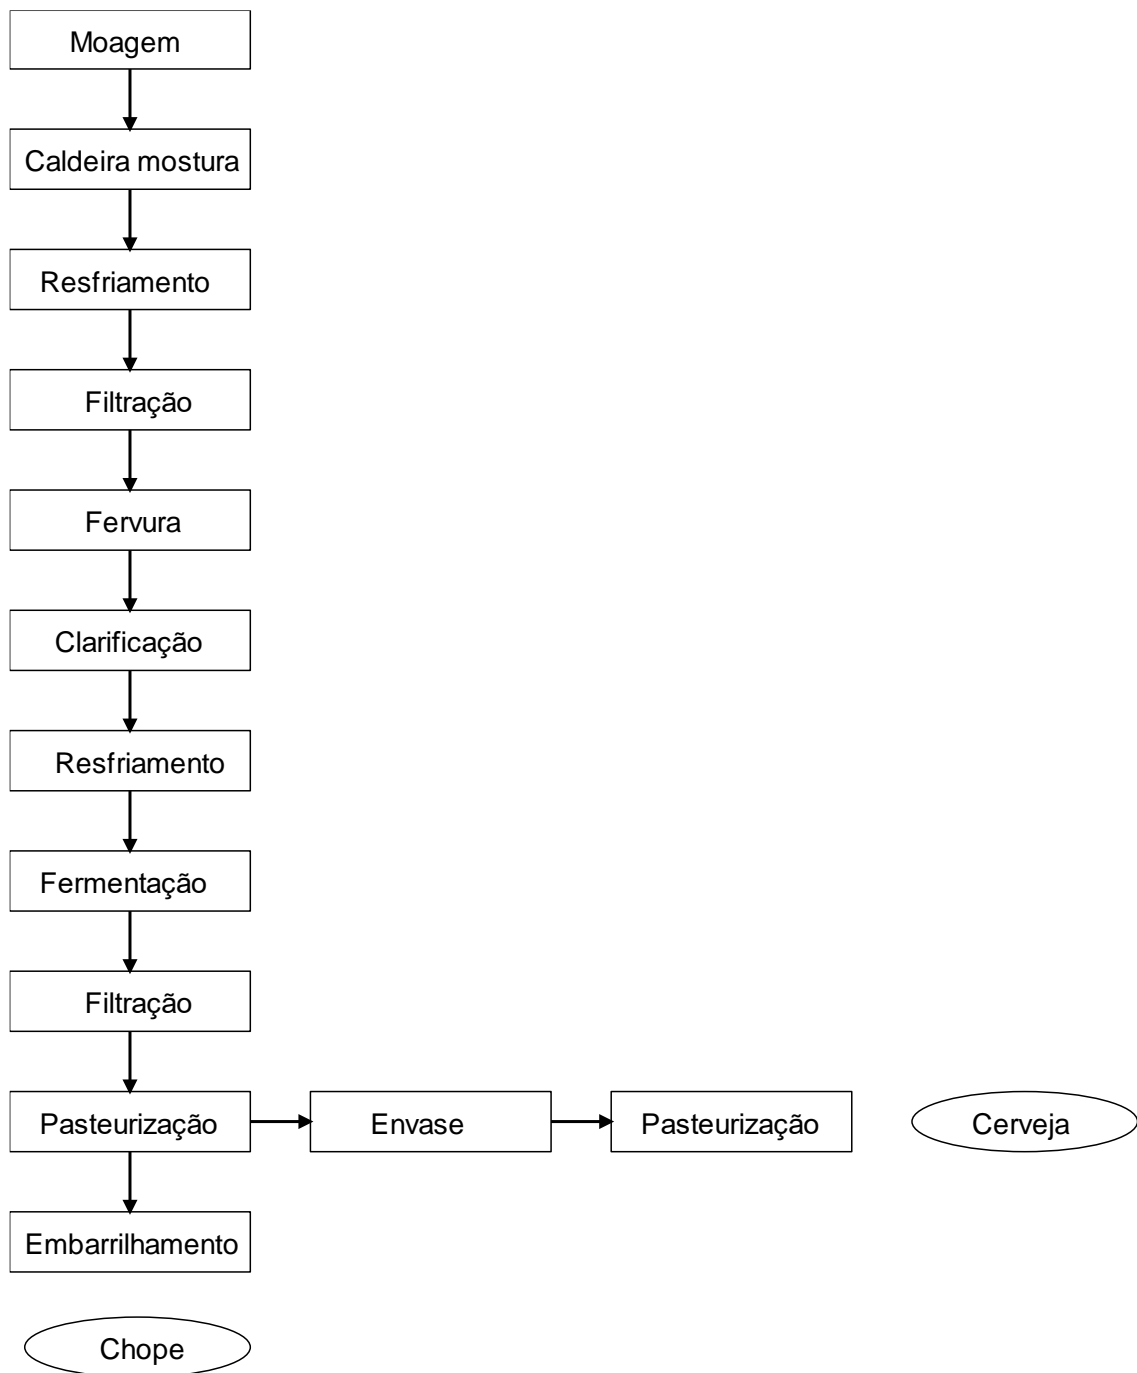 Moagem
Caldeira mostura
Resfriamento
Filtração
Fervura
Clarificação
Resfriamento
Fermentação
Filtração
Pasteurização
Envase
Pasteurização
Cerveja
Embarrilhamento
Chope